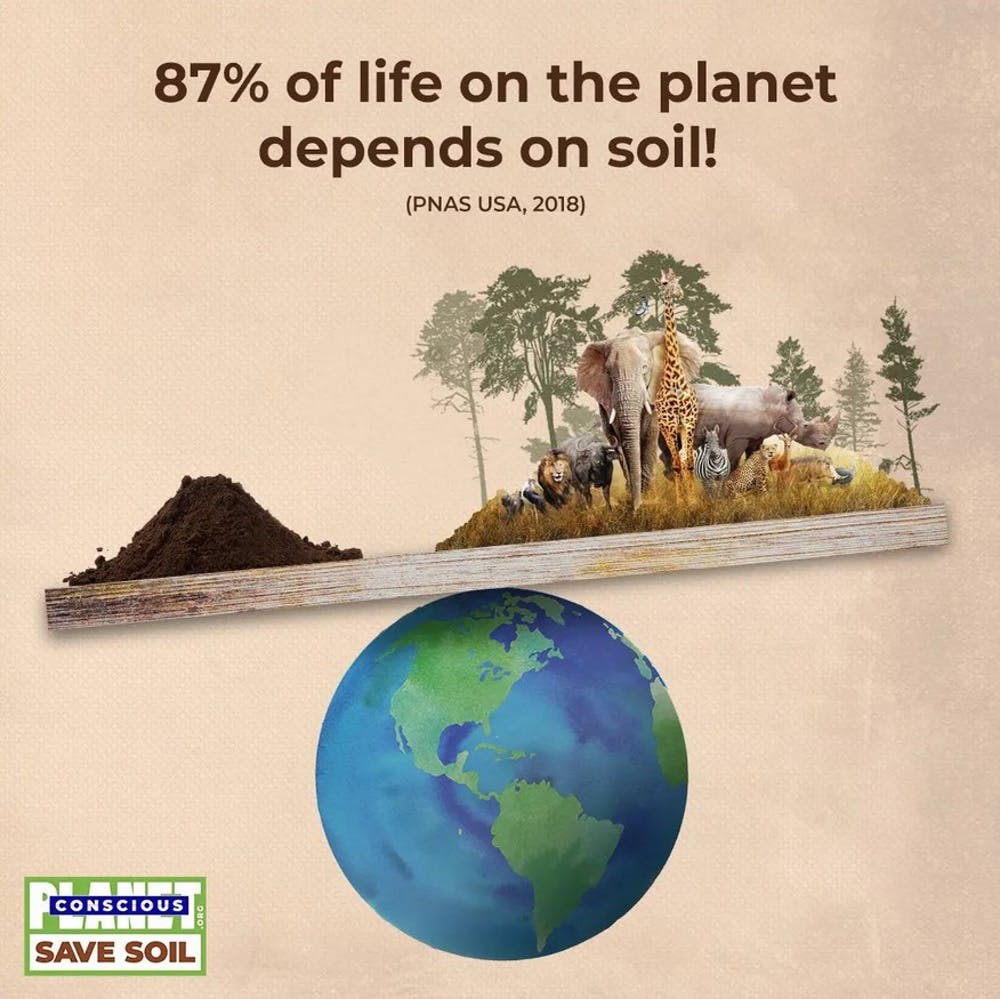 87% of life on the planet
depends on soil!
(PNAS USA, 2018)
PLANET
CONSCIOUS
.ORG
SAVE SOIL